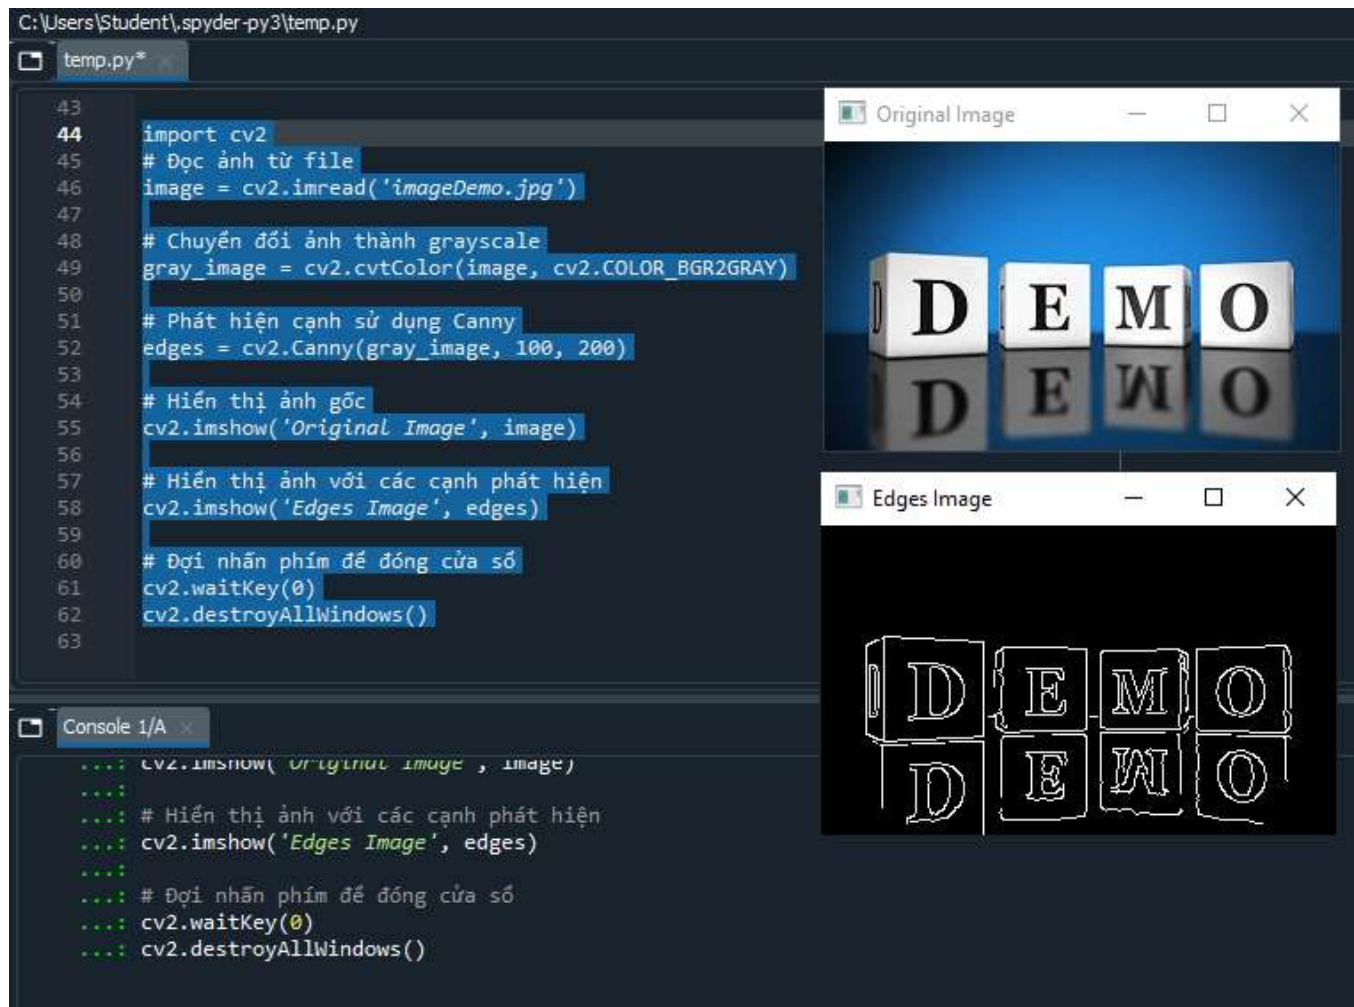 C:\Users\Student\.spyder-py3\temp.py
temp.py*
43
44 import cv2
45 # Đọc ảnh từ file
46 image = cv2.imread('imageDemo.jpg')
47
48 # Chuyển đổi ảnh thành grayscale
49 gray_image = cv2.cvtColor(image, cv2.COLOR_BGR2GRAY)
50
51 # Phát hiện cạnh sử dụng Canny
52 edges = cv2.Canny(gray_image, 100, 200)
53
54 # Hiển thị ảnh gốc
55 cv2.imshow('Original Image', image)
56
57 # Hiển thị ảnh với các cạnh phát hiện
58 cv2.imshow('Edges Image', edges)
59
60 # Đợi nhấn phím để đóng cửa sổ
61 cv2.waitKey(0)
62 cv2.destroyAllWindows()
63
Original Image
D E M O
Edges Image
D E M O
Console 1/A
...: cv2.imshow('Original Image', image)
...:
...: # Hiển thị ảnh với các cạnh phát hiện
...: cv2.imshow('Edges Image', edges)
...:
...: # Đợi nhấn phím để đóng cửa sổ
...: cv2.waitKey(0)
...: cv2.destroyAllWindows()